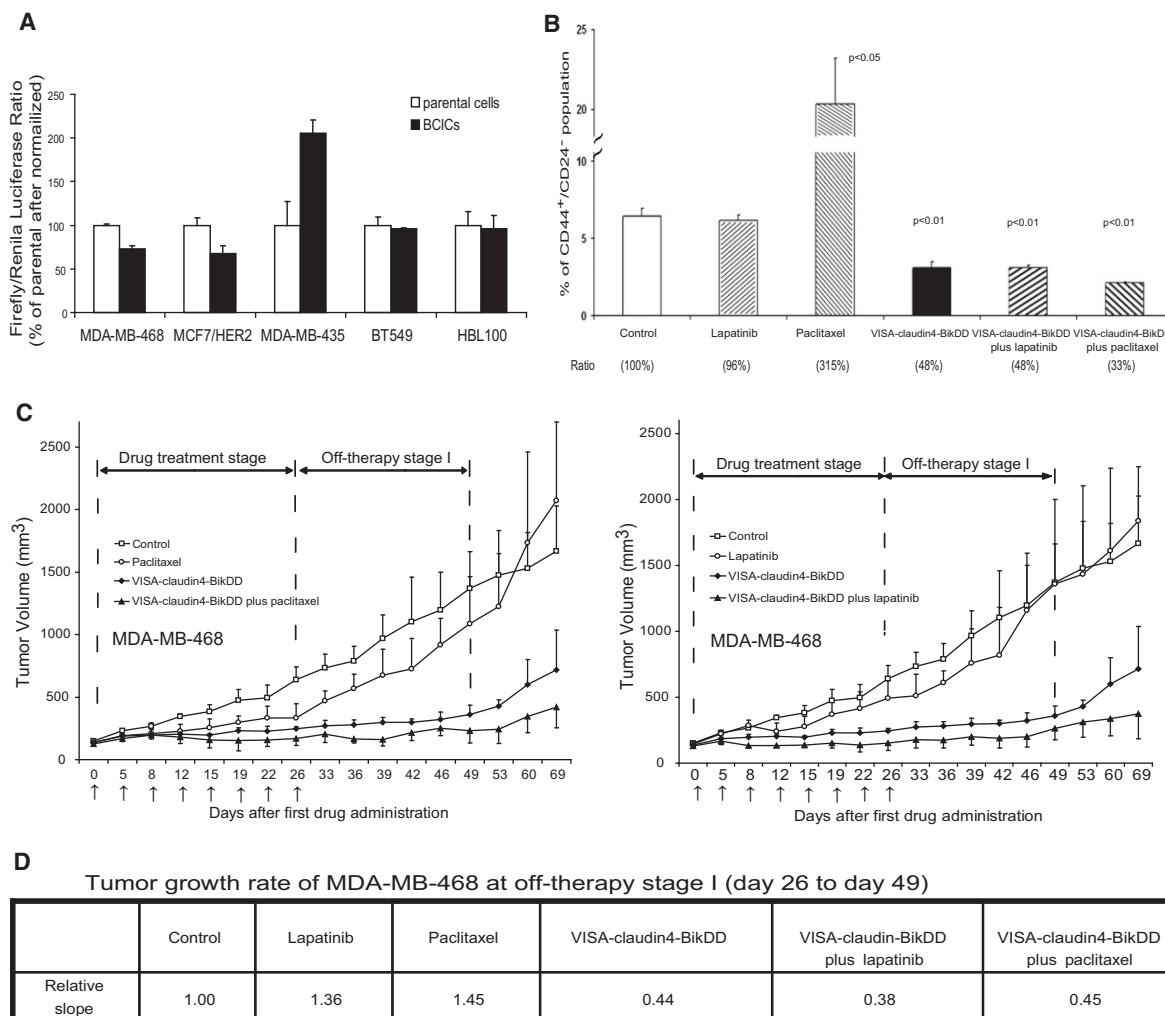 A
Firefly/Renila Luciferase Ratio
(% of parental after normailized)
250
200
150
100
50
0
parental cells
BCICs
MDA-MB-468 MCF7/HER2 MDA-MB-435 BT549 HBL100
B
% of CD44+/CD24- population
25
20
10
5
0
p<0.05
p<0.01
p<0.01
p<0.01
Control Lapatinib Paclitaxel VISA-claudin4-BikDD VISA-claudin4-BikDD VISA-claudin4-BikDD
plus lapatinib plus paclitaxel
Ratio (100%) (96%) (315%) (48%) (48%) (33%)
C
Tumor Volume (mm3)
2500
2000
1500
1000
500
0
Drug treatment stage Off-therapy stage I
Control
Paclitaxel
VISA-claudin4-BikDD
VISA-claudin4-BikDD plus paclitaxel
MDA-MB-468
0 5 8 12 15 19 22 26 33 36 39 42 46 49 53 60 69
↑ ↑ ↑ ↑ ↑ ↑ ↑ ↑
Days after first drug administration
Tumor Volume (mm3)
2500
2000
1500
1000
500
0
Drug treatment stage Off-therapy stage I
Control
Lapatinib
VISA-claudin4-BikDD
VISA-claudin4-BikDD plus lapatinib
MDA-MB-468
0 5 8 12 15 19 22 26 33 36 39 42 46 49 53 60 69
↑ ↑ ↑ ↑ ↑ ↑ ↑ ↑
Days after first drug administration
D
Tumor growth rate of MDA-MB-468 at off-therapy stage I (day 26 to day 49)
Control Lapatinib Paclitaxel VISA-claudin4-BikDD VISA-claudin-BikDD plus lapatinib VISA-claudin4-BikDD plus paclitaxel
Relative slope 1.00 1.36 1.45 0.44 0.38 0.45